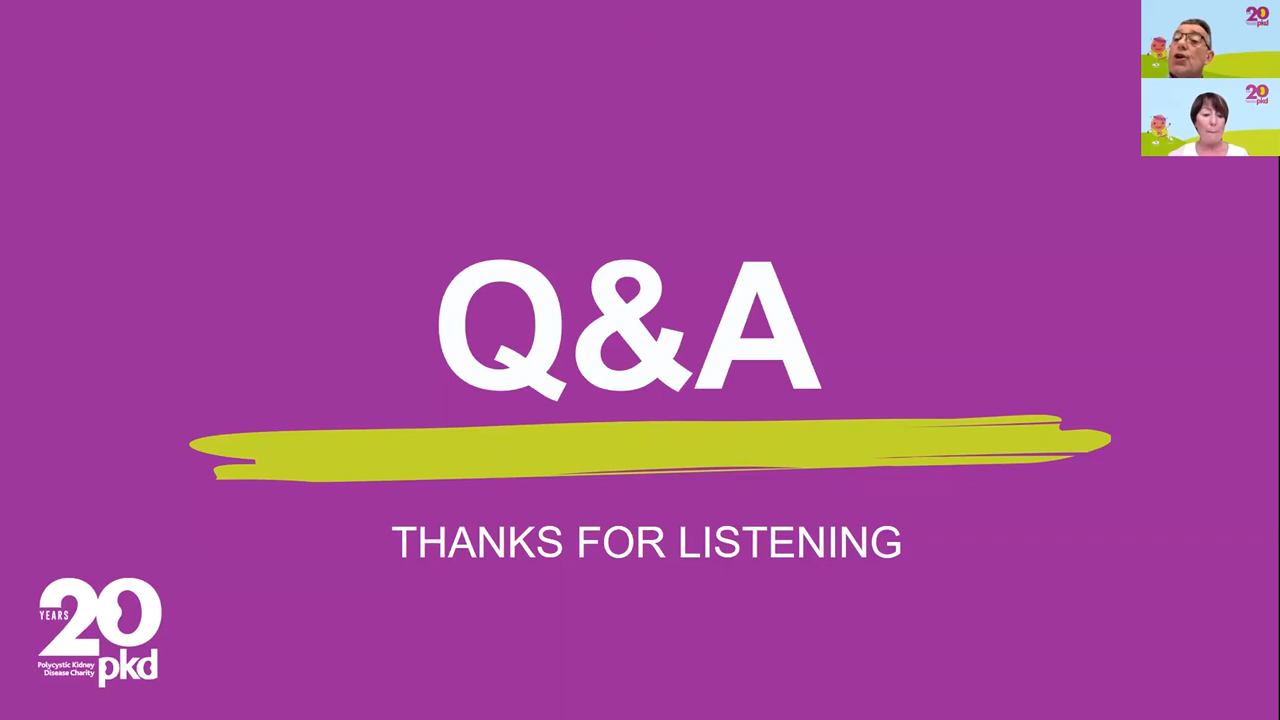 Q&A
THANKS FOR LISTENING
20
YEARS
Polycystic Kidney
Disease Charity
pkd
20
pkd
20
pkd